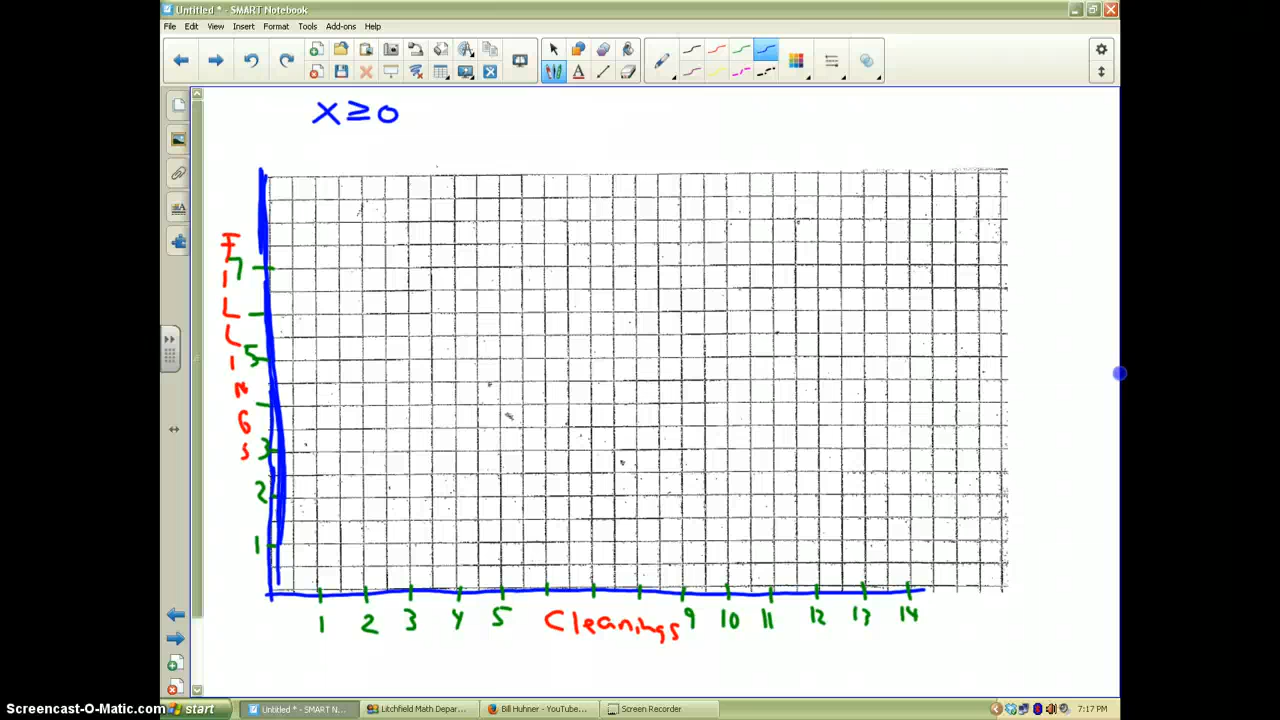 Untitled * - SMART Notebook
File Edit View Insert Format Tools Add-ons Help
X ≥ 0
FILLINGS
7
5
3
2
1
1 2 3 4 5 Cleanings 9 10 11 12 13 14
Screencast-O-Matic.com
start
Untitled * - SMART N...
Litchfield Math Depar...
Bill Huhner - YouTube...
Screen Recorder
7:17 PM